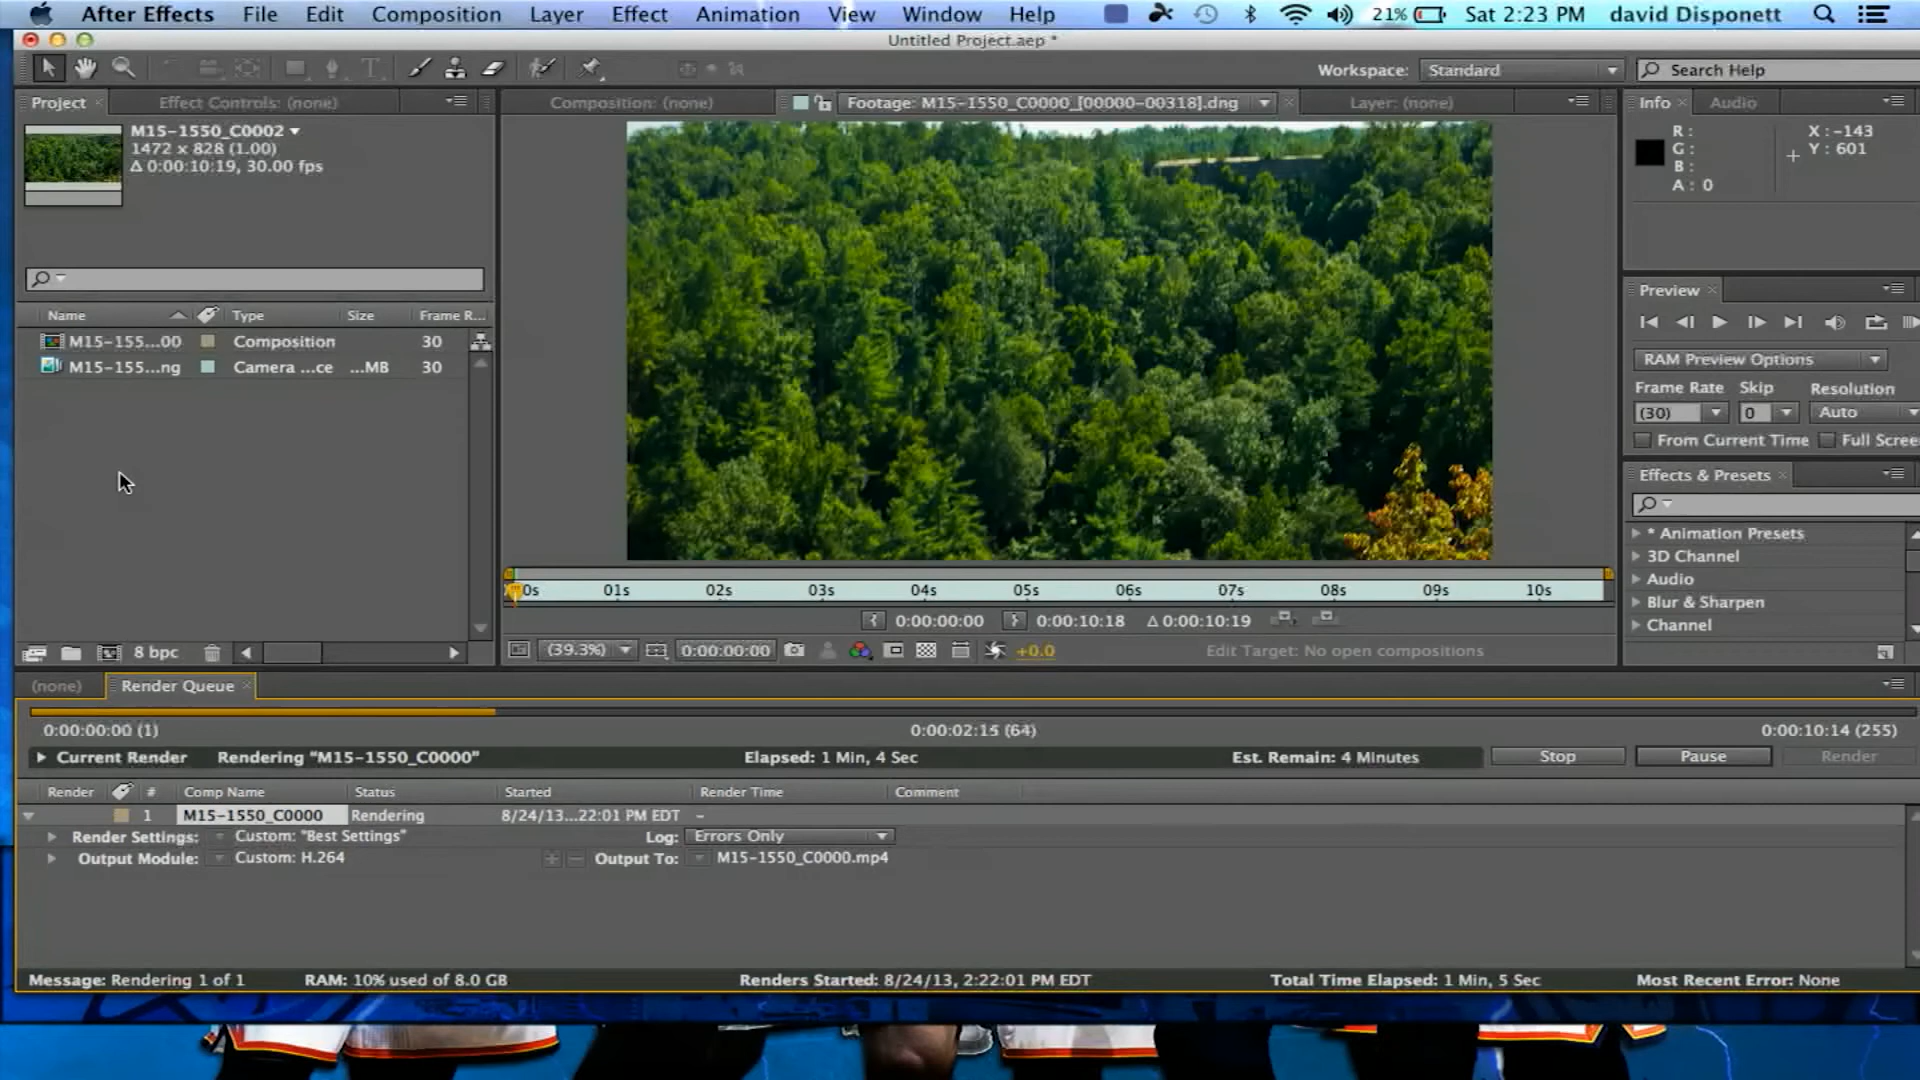 After Effects File Edit Composition Layer Effect Animation View Window Help 21% Sat 2:23 PM david Disponett
Untitled Project.aep *
Workspace: Standard Search Help
Project Effect Controls: (none) Composition: (none) Footage: M15-1550_C0000_[00000-00318].dng Layer: (none) Info Audio
M15-1550_C0002
1472 x 828 (1.00)
Δ 0:00:10:19, 30.00 fps
R :
G :
B :
A : 0
X : -143
Y : 601
Name Type Size Frame R...
M15-155...00 Composition 30
M15-155...ng Camera ...ce ...MB 30
Preview
RAM Preview Options
Frame Rate Skip Resolution
(30) 0 Auto
From Current Time Full Scree
Effects & Presets
* Animation Presets
3D Channel
Audio
Blur & Sharpen
Channel
0s 01s 02s 03s 04s 05s 06s 07s 08s 09s 10s
0:00:00:00 0:00:10:18 Δ 0:00:10:19
8 bpc
(39.3%) 0:00:00:00 +0.0 Edit Target: No open compositions
(none) Render Queue
0:00:00:00 (1) 0:00:02:15 (64) 0:00:10:14 (255)
Current Render Rendering "M15-1550_C0000" Elapsed: 1 Min, 4 Sec Est. Remain: 4 Minutes Stop Pause Render
Render # Comp Name Status Started Render Time Comment
1 M15-1550_C0000 Rendering 8/24/13...22:01 PM EDT -
Render Settings: Custom: "Best Settings" Log: Errors Only
Output Module: Custom: H.264 + - Output To: M15-1550_C0000.mp4
Message: Rendering 1 of 1 RAM: 10% used of 8.0 GB Renders Started: 8/24/13, 2:22:01 PM EDT Total Time Elapsed: 1 Min, 5 Sec Most Recent Error: None